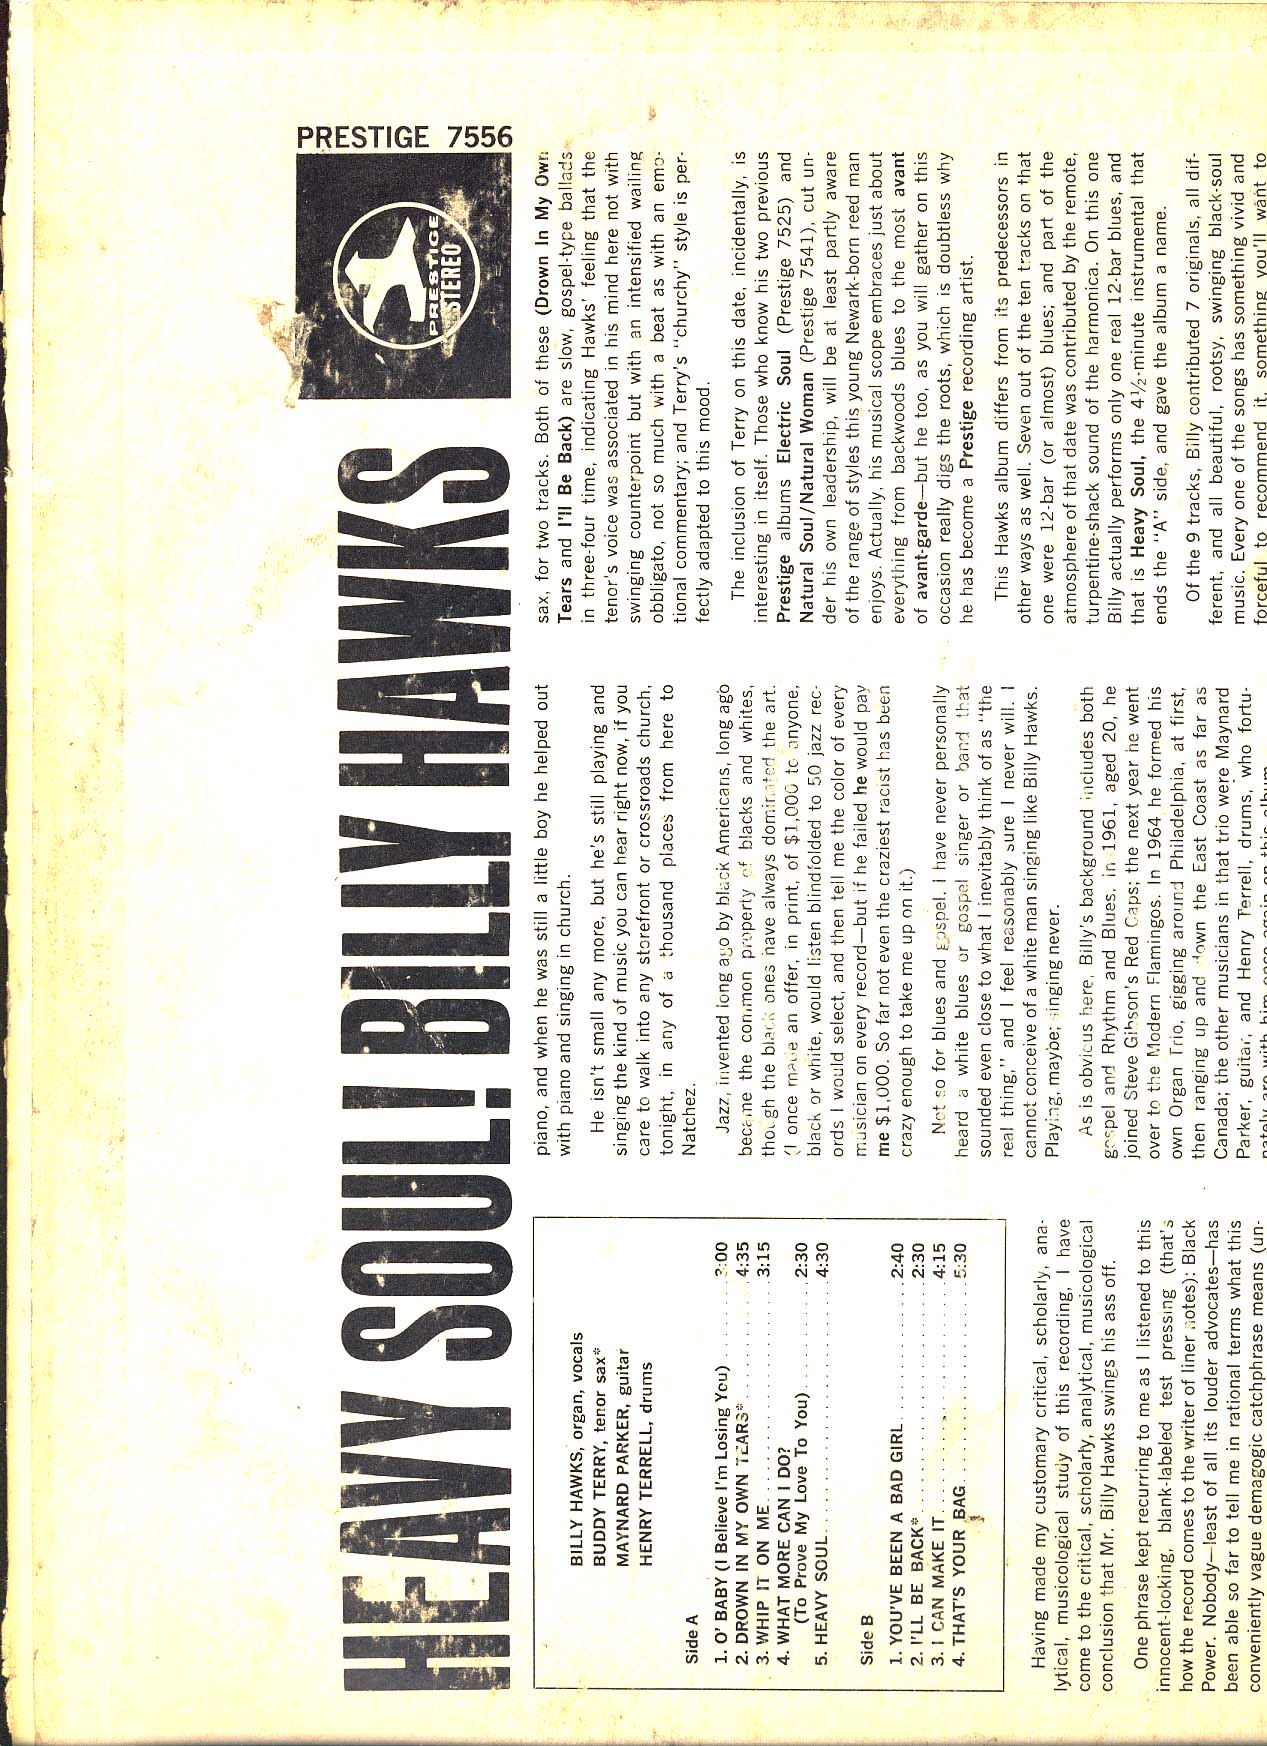 HEAVY SOUL! BILLY HAWKS
PRESTIGE 7556
PRESTIGE
STEREO
BILLY HAWKS, organ, vocals
BUDDY TERRY, tenor sax*
MAYNARD PARKER, guitar
HENRY TERRELL, drums
Side A
1. O' BABY (I Believe I'm Losing You) ........ :00
2. DROWN IN MY OWN TEARS* ........ 4:35
3. WHIP IT ON ME ........ 3:15
4. WHAT MORE CAN I DO?
(To Prove My Love To You) ........ 2:30
5. HEAVY SOUL ........ 4:30
Side B
1. YOU'VE BEEN A BAD GIRL ........ 2:40
2. I'LL BE BACK* ........ 2:30
3. I CAN MAKE IT ........ 4:15
4. THAT'S YOUR BAG ........ 5:30
Having made my customary critical, scholarly, ana-
lytical, musicological study of this recording, I have
come to the critical, scholarly, analytical, musicological
conclusion that Mr. Billy Hawks swings his ass off.
One phrase kept recurring to me as I listened to this
innocent-looking, blank-labeled test pressing (that's
how the record comes to the writer of liner notes): Black
Power. Nobody—least of all its louder advocates—has
been able so far to tell me in rational terms what this
conveniently vague demagogic catchphrase means (un-
piano, and when he was still a little boy he helped out
with piano and singing in church.
He isn't small any more, but he's still playing and
singing the kind of music you can hear right now, if you
care to walk into any storefront or crossroads church,
tonight, in any of a thousand places from here to
Natchez.
Jazz, invented long ago by black Americans, long ago
became the common property of blacks and whites,
though the black ones have always dominated the art.
(I once made an offer, in print, of $1,000 to anyone,
black or white, would listen blindfolded to 50 jazz rec-
ords I would select, and then tell me the color of every
musician on every record—but if he failed he would pay
me $1,000. So far not even the craziest racist has been
crazy enough to take me up on it.)
Not so for blues and gospel. I have never personally
heard a white blues or gospel singer or band that
sounded even close to what I inevitably think of as "the
real thing," and I feel reasonably sure I never will. I
cannot conceive of a white man singing like Billy Hawks.
Playing, maybe; singing never.
As is obvious here, Billy's background includes both
gospel and Rhythm and Blues. in 1961, aged 20, he
joined Steve Gibson's Red Caps; the next year he went
over to the Modern Flamingos. In 1964 he formed his
own Organ Trio, gigging around Philadelphia, at first,
then ranging up and down the East Coast as far as
Canada; the other musicians in that trio were Maynard
Parker, guitar, and Henry Terrell, drums, who fortu-
nately are with him once again on this album.
sax, for two tracks. Both of these (Drown In My Own
Tears and I'll Be Back) are slow, gospel-type ballads
in three-four time, indicating Hawks' feeling that the
tenor's voice was associated in his mind here not with
swinging counterpoint but with an intensified wailing
obbligato, not so much with a beat as with an emo-
tional commentary; and Terry's "churchy" style is per-
fectly adapted to this mood.
The inclusion of Terry on this date, incidentally, is
interesting in itself. Those who know his two previous
Prestige albums Electric Soul (Prestige 7525) and
Natural Soul/Natural Woman (Prestige 7541), cut un-
der his own leadership, will be at least partly aware
of the range of styles this young Newark-born reed man
enjoys. Actually, his musical scope embraces just about
everything from backwoods blues to the most avant
of avant-garde—but he too, as you will gather on this
occasion really digs the roots, which is doubtless why
he has become a Prestige recording artist.
This Hawks album differs from its predecessors in
other ways as well. Seven out of the ten tracks on that
one were 12-bar (or almost) blues; and part of the
atmosphere of that date was contributed by the remote,
turpentine-shack sound of the harmonica. On this one
Billy actually performs only one real 12-bar blues, and
that is Heavy Soul, the 4½-minute instrumental that
ends the "A" side, and gave the album a name.
Of the 9 tracks, Billy contributed 7 originals, all dif-
ferent, and all beautiful, rootsy, swinging black-soul
music. Every one of the songs has something vivid and
forceful to recommend it, something you'll want to